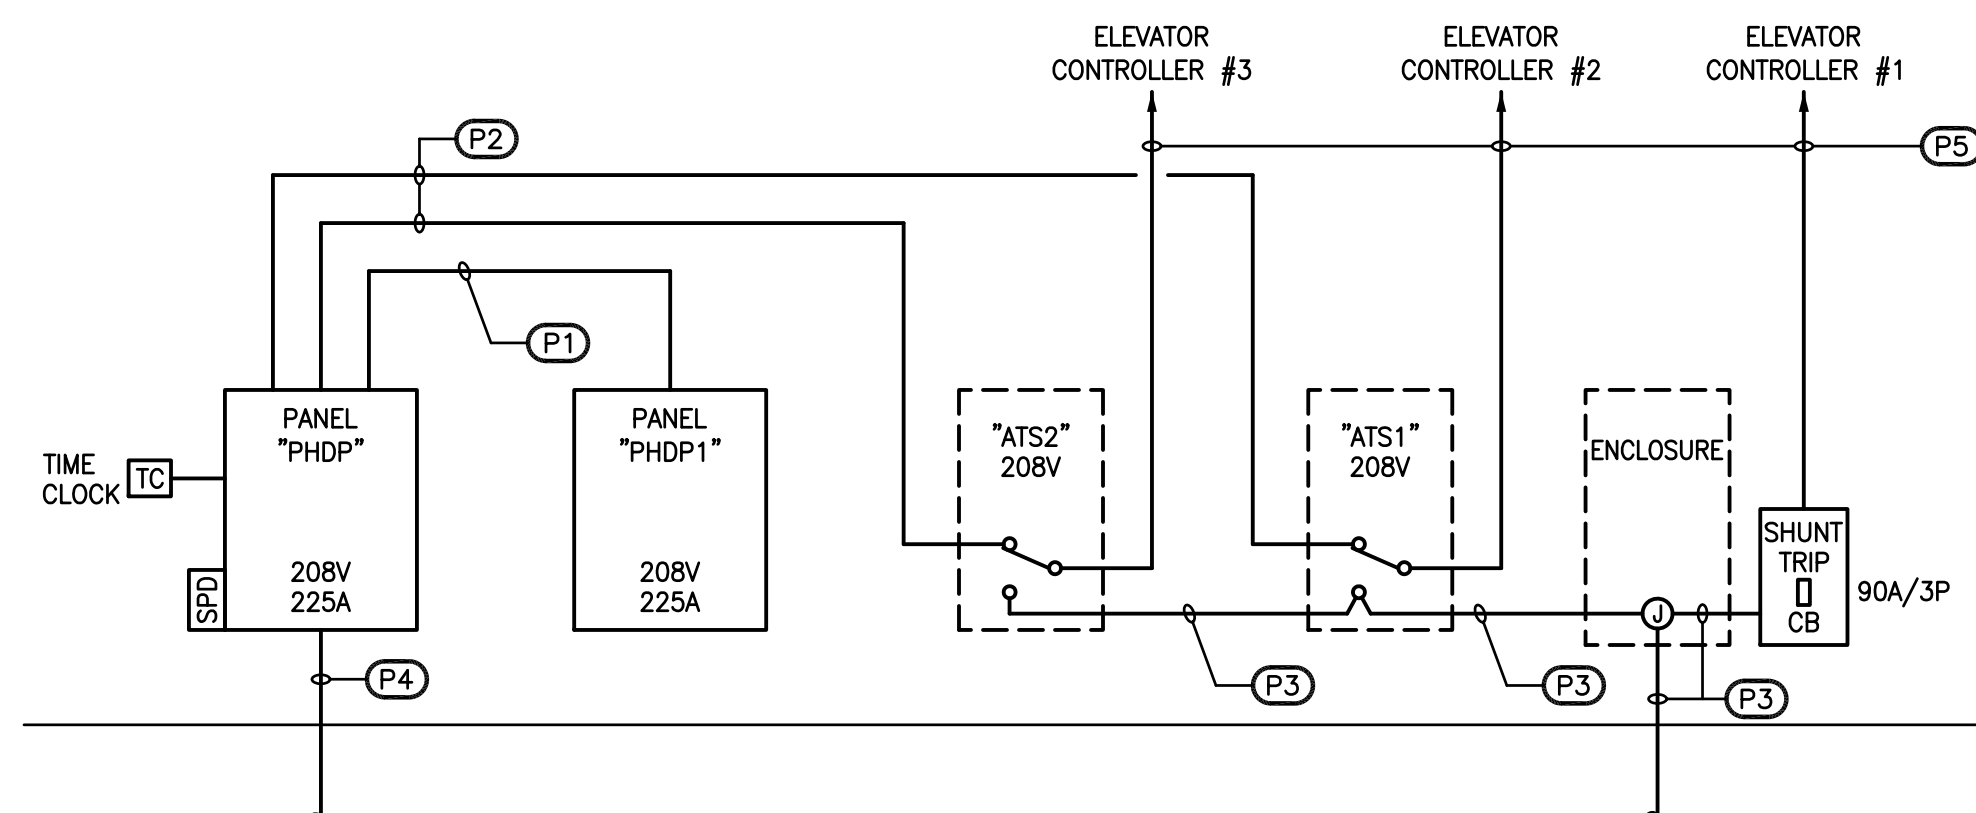 ELEVATOR
CONTROLLER #3
ELEVATOR
CONTROLLER #2
ELEVATOR
CONTROLLER #1
P2
P5
P1
PANEL
"PHDP"
208V
225A
PANEL
"PHDP1"
208V
225A
TIME
CLOCK
TC
SPD
"ATS2"
208V
"ATS1"
208V
ENCLOSURE
J
SHUNT
TRIP
CB
90A/3P
P4
P3
P3
P3